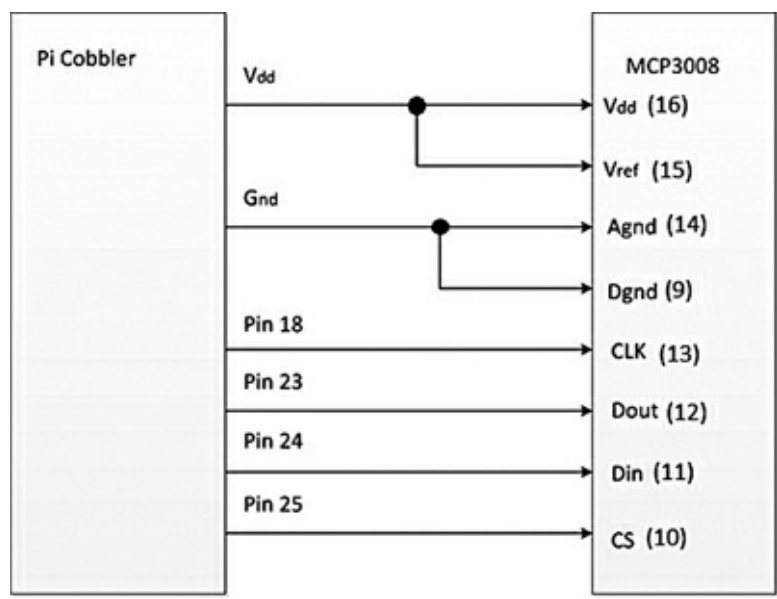 Pi Cobbler
MCP3008
Vdd
Vdd (16)
Vref (15)
Gnd
Agnd (14)
Dgnd (9)
Pin 18
CLK (13)
Pin 23
Dout (12)
Pin 24
Din (11)
Pin 25
CS (10)